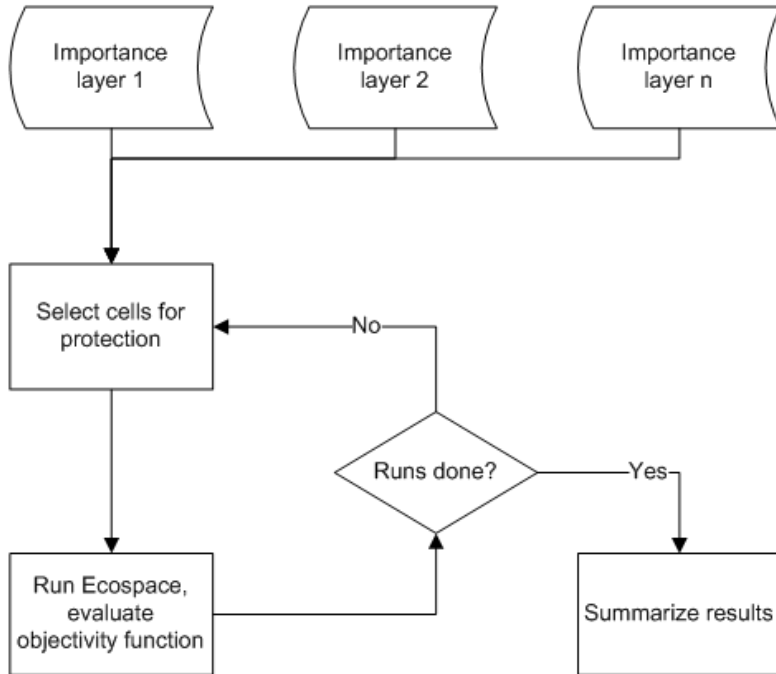 Importance
layer 1
Importance
layer 2
Importance
layer n
Select cells for
protection
No
Runs done?
Yes
Run Ecospace,
evaluate
objectivity function
Summarize results